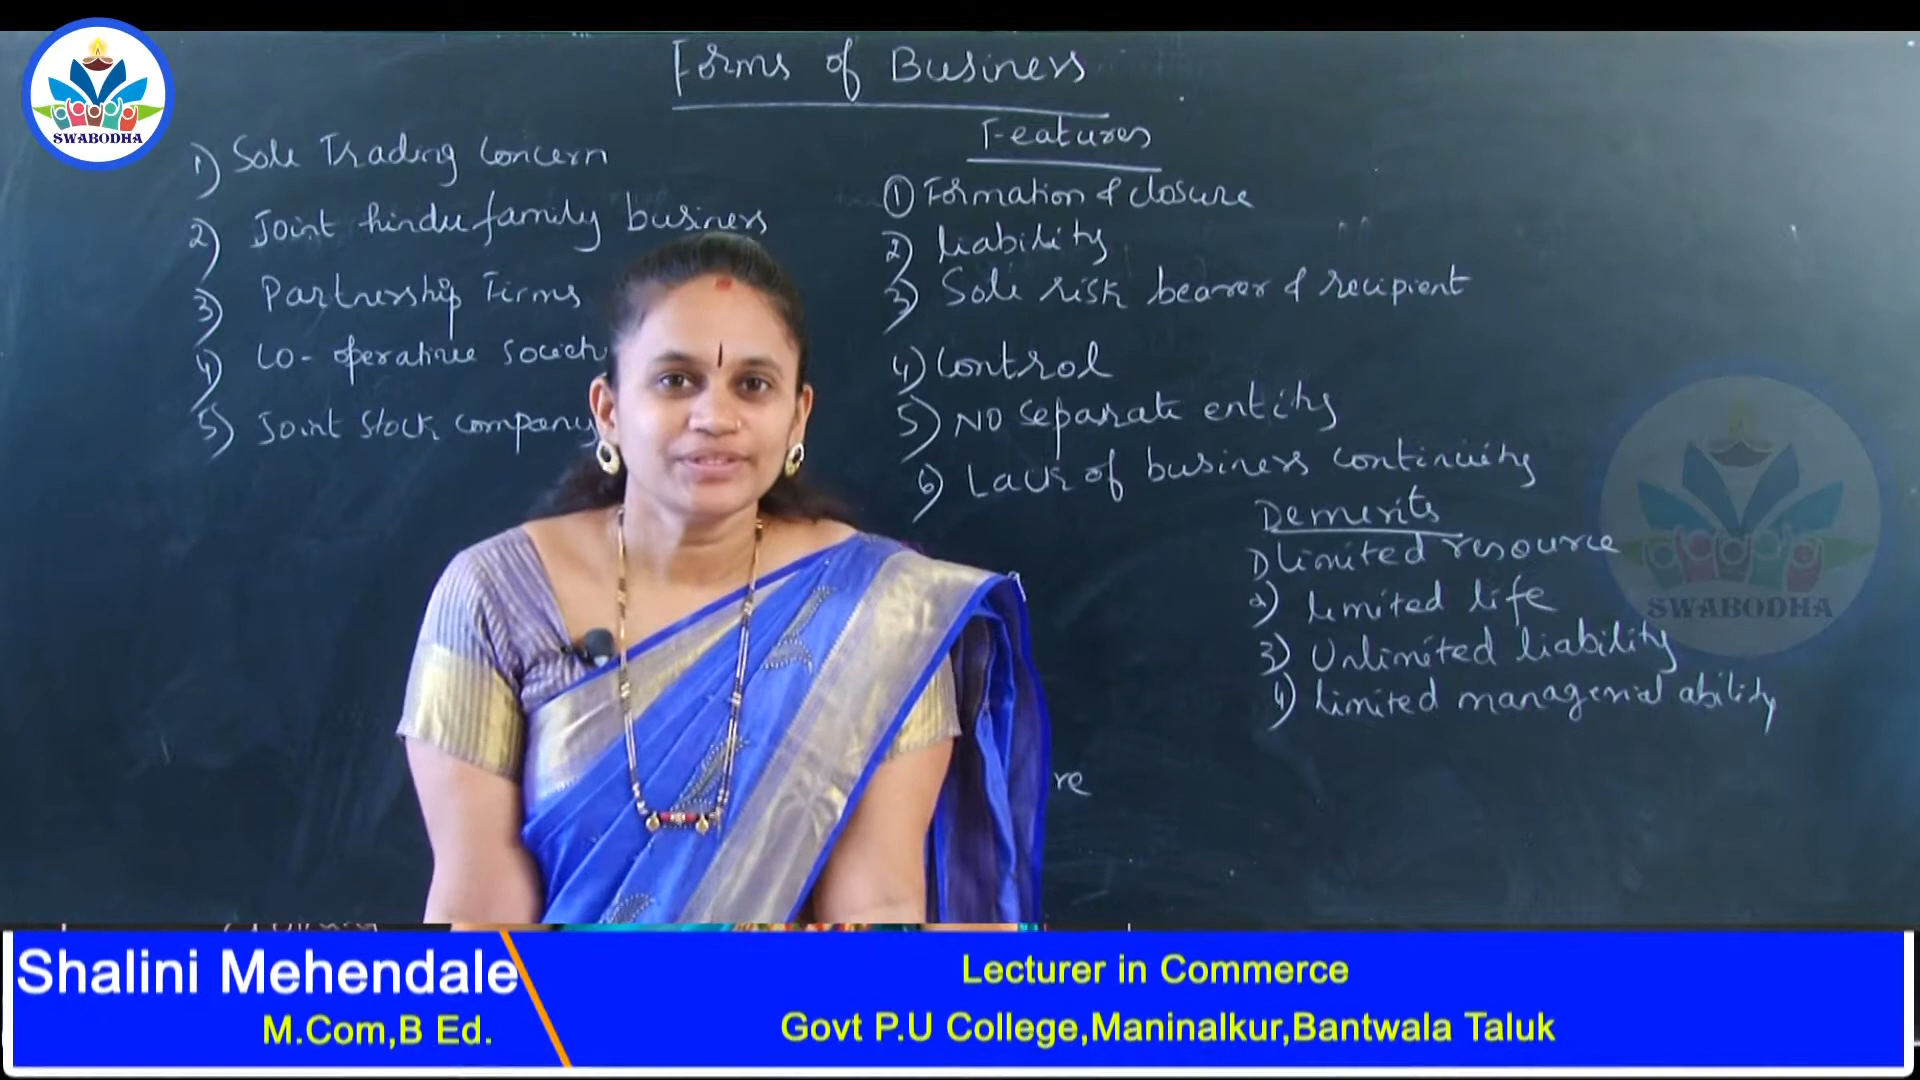 SWABODHA
Forms of Business
1) Sole Trading Concern
2) Joint hindu family business
3) Partnership Firms
4) Co-operative Society
5) Joint Stock company
Features
① Formation & closure
2) liability
3) Sole risk bearer & recipient
4) Control
5) No separate entity
6) Lack of business continuity
Demerits
1) limited resource
2) limited life
3) Unlimited liability
4) limited managerial ability
re
SWABODHA
Shalini Mehendale
M.Com,B Ed.
Lecturer in Commerce
Govt P.U College,Maninalkur,Bantwala Taluk